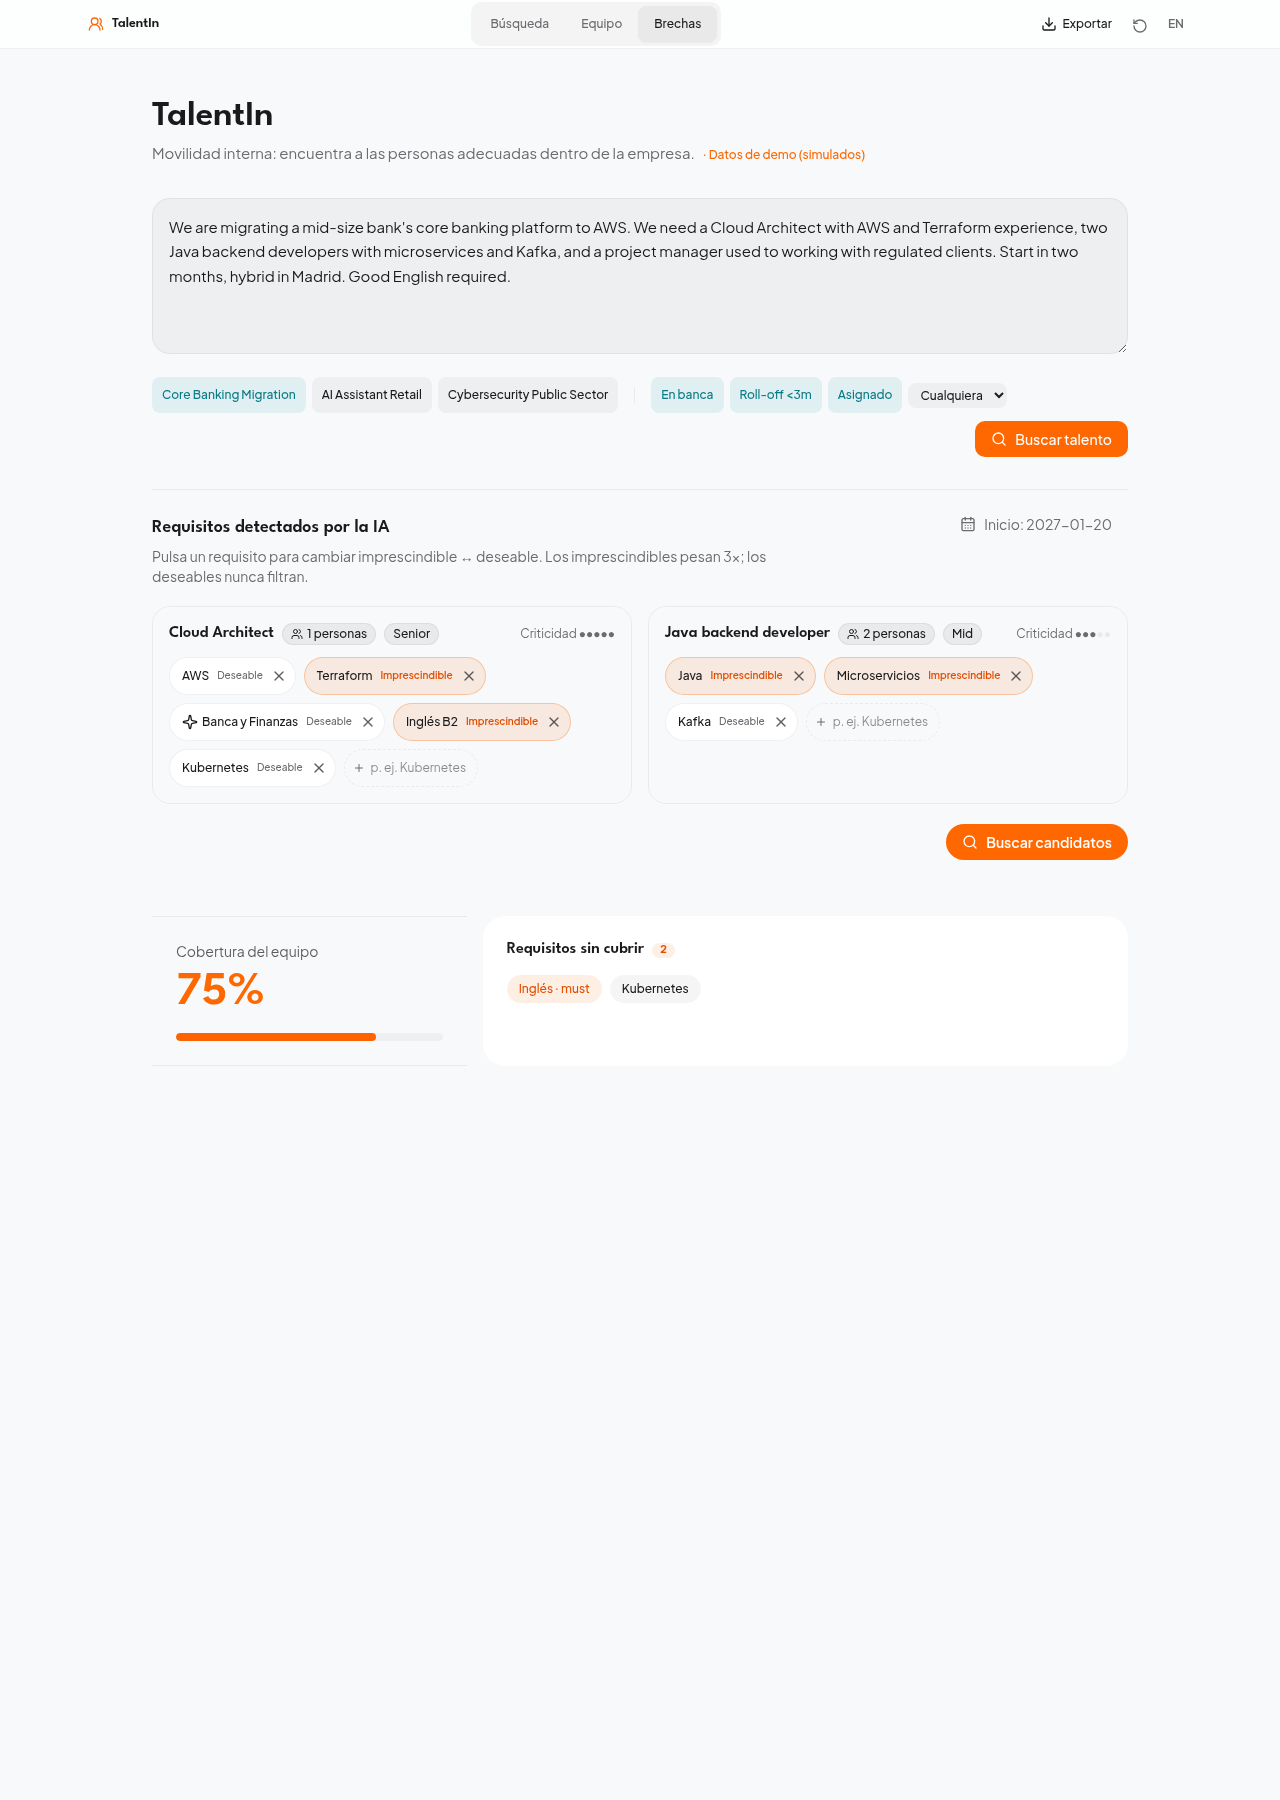 TalentIn
Búsqueda
Equipo
Brechas
Exportar
EN
TalentIn
Movilidad interna: encuentra a las personas adecuadas dentro de la empresa. · Datos de demo (simulados)
We are migrating a mid-size bank's core banking platform to AWS. We need a Cloud Architect with AWS and Terraform experience, two
Java backend developers with microservices and Kafka, and a project manager used to working with regulated clients. Start in two
months, hybrid in Madrid. Good English required.
Core Banking Migration
AI Assistant Retail
Cybersecurity Public Sector
En banca
Roll-off <3m
Asignado
Cualquiera
Buscar talento
Requisitos detectados por la IA
Inicio: 2027-01-20
Pulsa un requisito para cambiar imprescindible ↔ deseable. Los imprescindibles pesan 3×; los
deseables nunca filtran.
Cloud Architect
1 personas
Senior
Criticidad ●●●●●
AWS Deseable
Terraform Imprescindible
Banca y Finanzas Deseable
Inglés B2 Imprescindible
Kubernetes Deseable
+ p. ej. Kubernetes
Java backend developer
2 personas
Mid
Criticidad ●●●●●
Java Imprescindible
Microservicios Imprescindible
Kafka Deseable
+ p. ej. Kubernetes
Buscar candidatos
Cobertura del equipo
75%
Requisitos sin cubrir 2
Inglés · must
Kubernetes